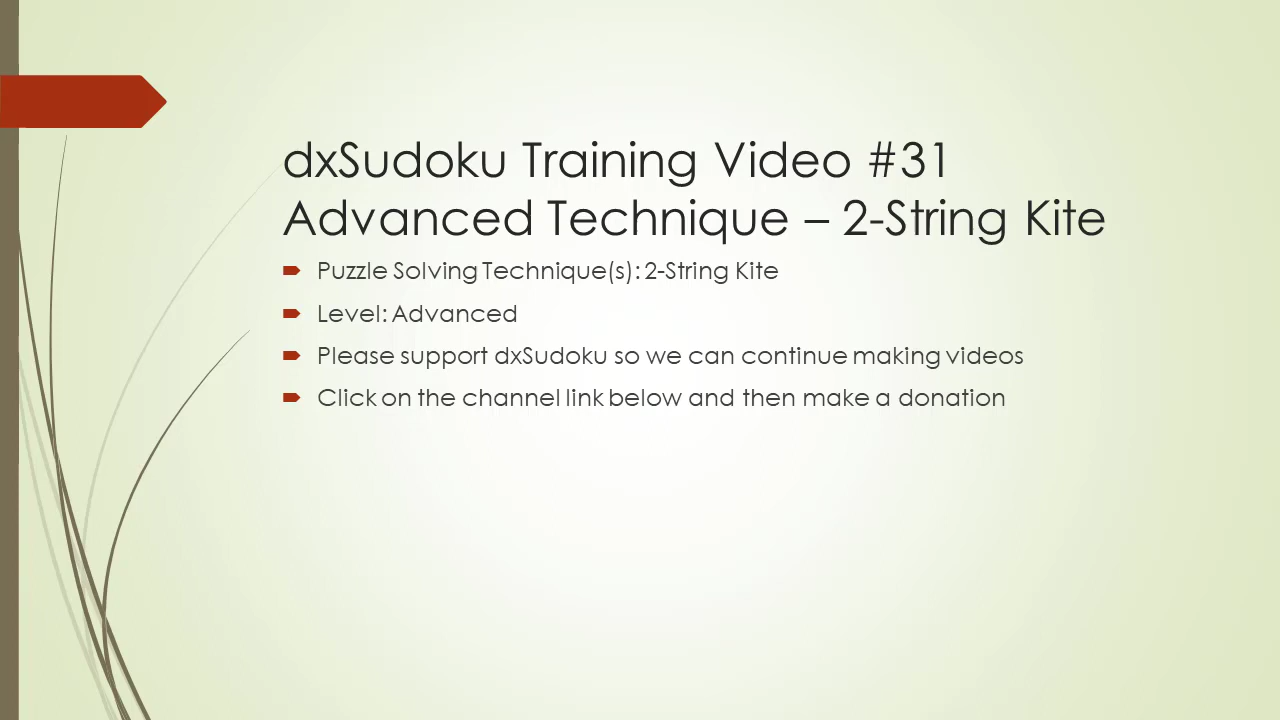 dxSudoku Training Video #31
Advanced Technique – 2-String Kite
Puzzle Solving Technique(s): 2-String Kite
Level: Advanced
Please support dxSudoku so we can continue making videos
Click on the channel link below and then make a donation